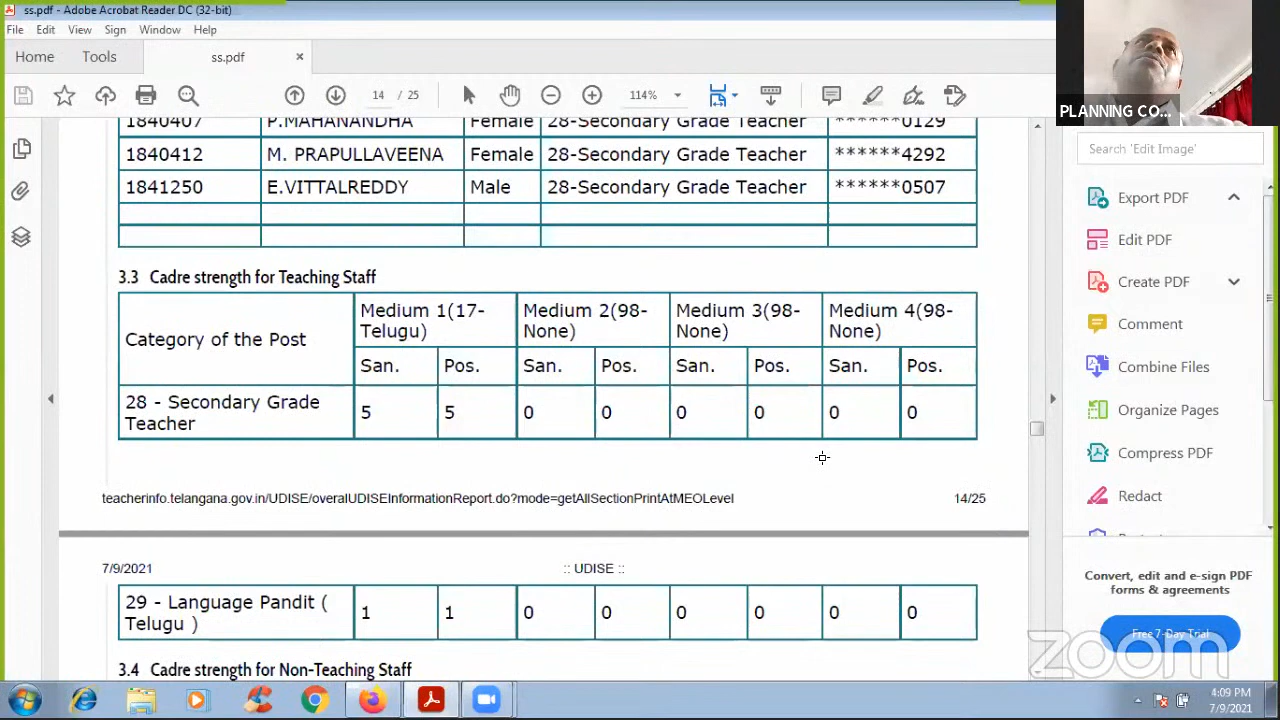 ss.pdf - Adobe Acrobat Reader DC (32-bit)
File Edit View Sign Window Help
Home Tools ss.pdf ×
14 / 25 114%
PLANNING CO...
Search 'Edit Image'
1840407 Female 28-Secondary Grade Teacher ******0129
1840412 M. PRAPULLAVEENA Female 28-Secondary Grade Teacher ******4292
1841250 E.VITTALREDDY Male 28-Secondary Grade Teacher ******0507
3.3 Cadre strength for Teaching Staff
Category of the Post
Medium 1(17-
Telugu)
Medium 2(98-
None)
Medium 3(98-
None)
Medium 4(98-
None)
San. Pos. San. Pos. San. Pos. San. Pos.
28 - Secondary Grade
Teacher
5 5 0 0 0 0 0 0
teacherinfo.telangana.gov.in/UDISE/overalUDISEInformationReport.do?mode=getAllSectionPrintAtMEOLevel 14/25
7/9/2021 :: UDISE ::
29 - Language Pandit (
Telugu )
1 1 0 0 0 0 0 0
3.4 Cadre strength for Non-Teaching Staff
Export PDF
Edit PDF
Create PDF
Comment
Combine Files
Organize Pages
Compress PDF
Redact
Convert, edit and e-sign PDF
forms & agreements
Free 7-Day Trial
zoom
4:09 PM
7/9/2021